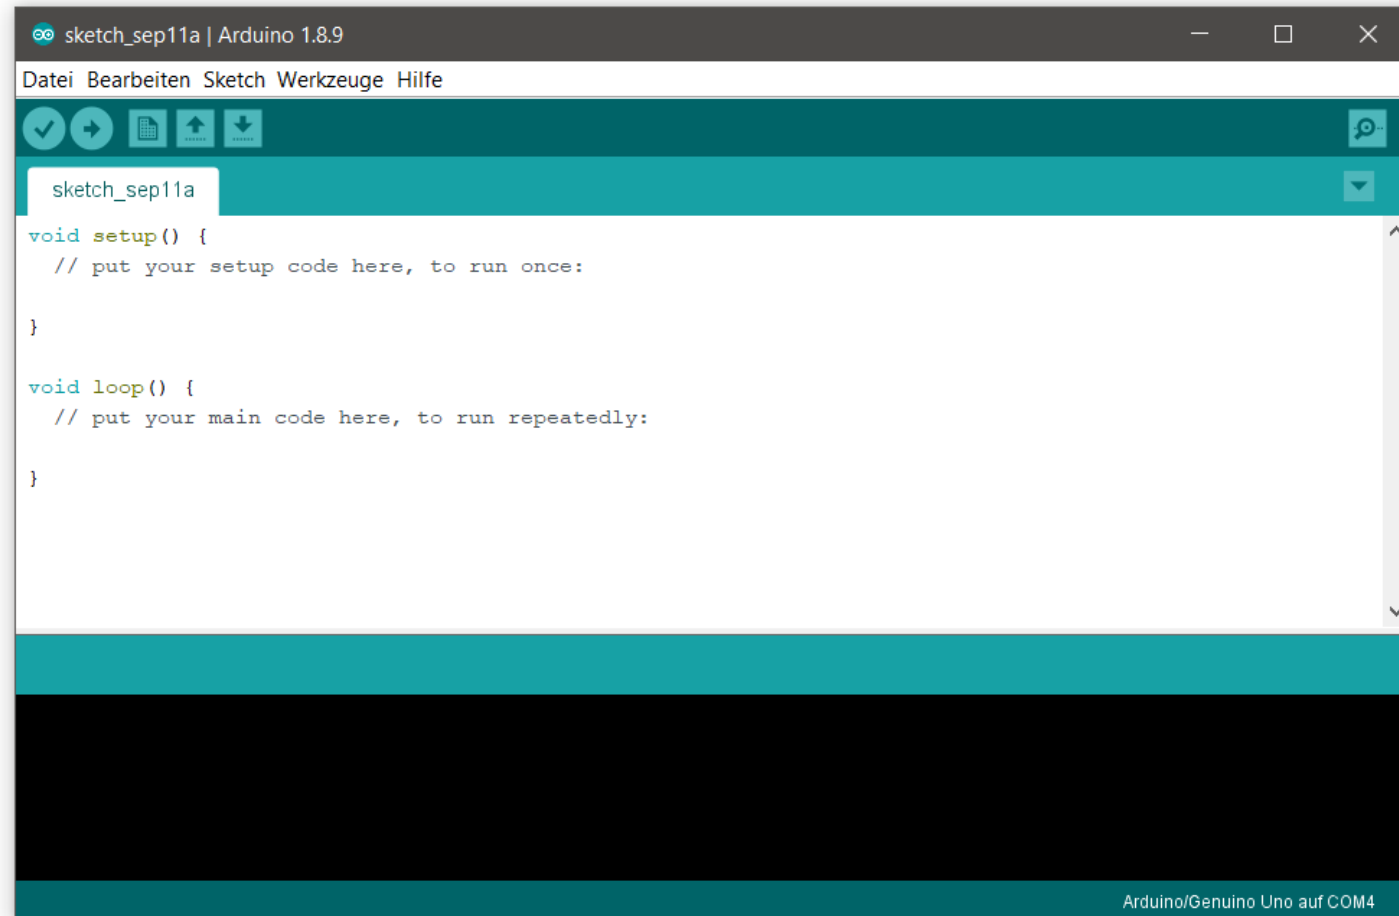 sketch_sep11a | Arduino 1.8.9
Datei Bearbeiten Sketch Werkzeuge Hilfe
sketch_sep11a
void setup() {
  // put your setup code here, to run once:
}
void loop() {
  // put your main code here, to run repeatedly:
}
Arduino/Genuino Uno auf COM4